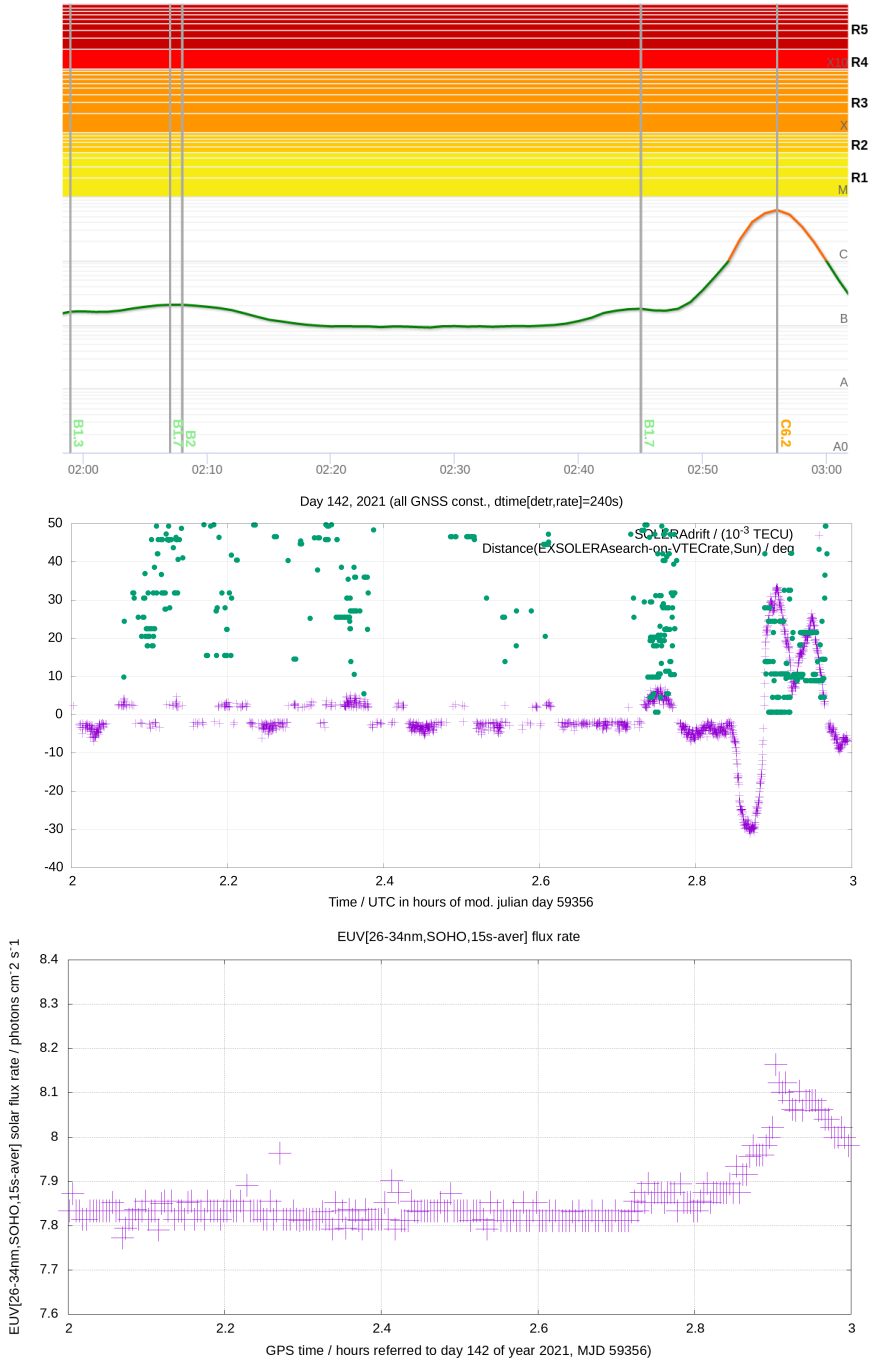 R5
X10 R4
R3
X
R2
R1
M
C
B
A
B1.3
B1.7
B2
B1.7
C6.2
A0
02:00 02:10 02:20 02:30 02:40 02:50 03:00
Day 142, 2021 (all GNSS const., dtime[detr,rate]=240s)
SOLERAdrift / (10-3 TECU)
Distance(EXSOLERAsearch-on-VTECrate,Sun) / deg
50
40
30
20
10
0
-10
-20
-30
-40
2 2.2 2.4 2.6 2.8 3
Time / UTC in hours of mod. julian day 59356
EUV[26-34nm,SOHO,15s-aver] flux rate
EUV[26-34nm,SOHO,15s-aver] solar flux rate / photons cm-2 s-1
8.4
8.3
8.2
8.1
8
7.9
7.8
7.7
7.6
2 2.2 2.4 2.6 2.8 3
GPS time / hours referred to day 142 of year 2021, MJD 59356)